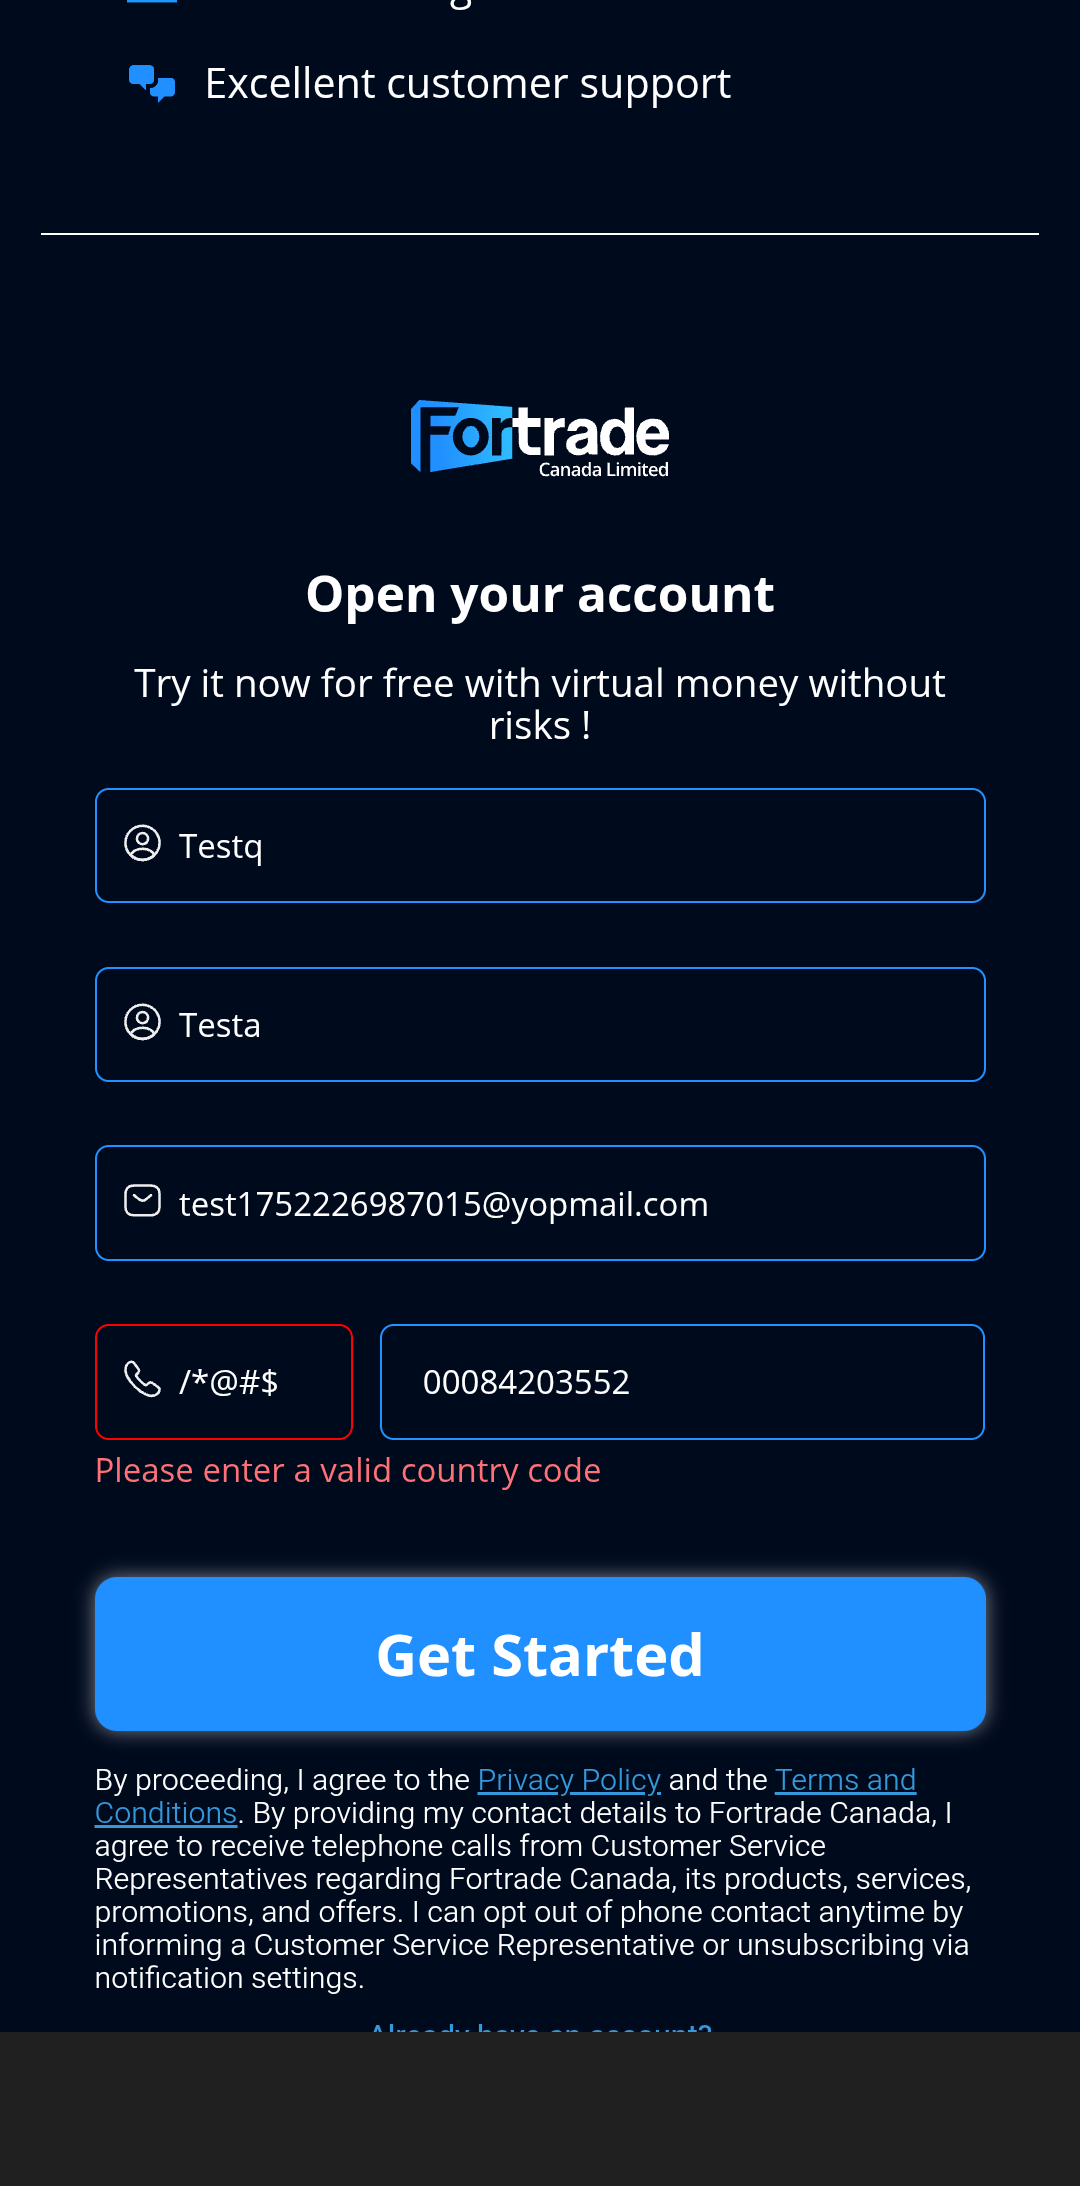 Excellent customer support
Fortrade
Canada Limited
Open your account
Try it now for free with virtual money without
risks !
Testq
Testa
test1752226987015@yopmail.com
/*@#$ 00084203552
Please enter a valid country code
Get Started
By proceeding, I agree to the Privacy Policy and the Terms and
Conditions. By providing my contact details to Fortrade Canada, I
agree to receive telephone calls from Customer Service
Representatives regarding Fortrade Canada, its products, services,
promotions, and offers. I can opt out of phone contact anytime by
informing a Customer Service Representative or unsubscribing via
notification settings.
Already have an account?